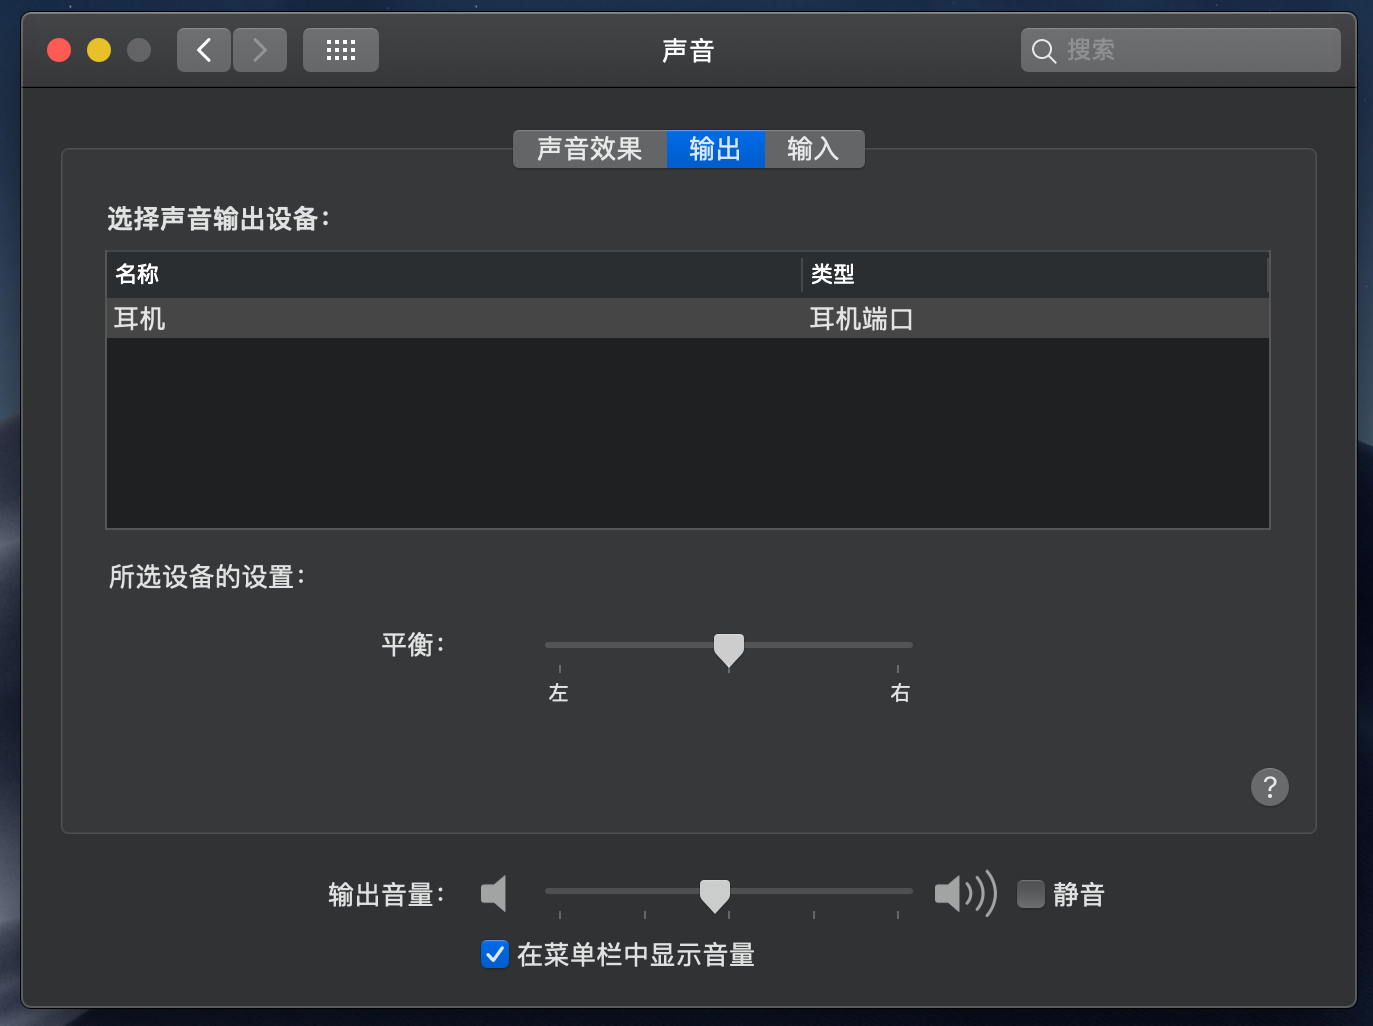 声音
搜索
声音效果 输出 输入
选择声音输出设备：
名称 类型
耳机 耳机端口
所选设备的设置：
平衡：
左 右
?
输出音量： 静音
在菜单栏中显示音量